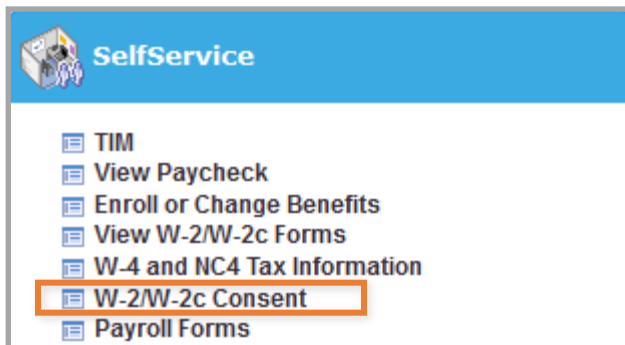 SelfService
TIM
View Paycheck
Enroll or Change Benefits
View W-2/W-2c Forms
W-4 and NC4 Tax Information
W-2/W-2c Consent
Payroll Forms